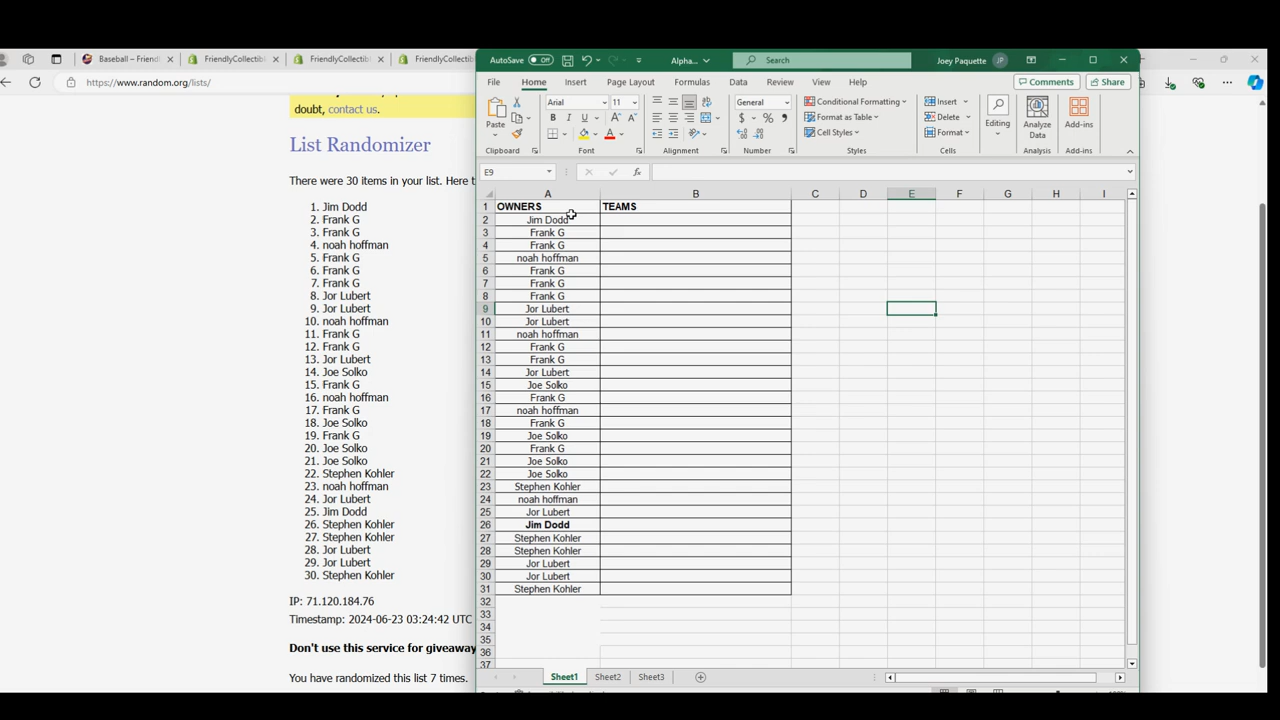 Baseball – Friendl
FriendlyCollectibl
FriendlyCollectibl
FriendlyCollectibl
https://www.random.org/lists/
doubt, contact us.
List Randomizer
There were 30 items in your list. Here t
1. Jim Dodd
2. Frank G
3. Frank G
4. noah hoffman
5. Frank G
6. Frank G
7. Frank G
8. Jor Lubert
9. Jor Lubert
10. noah hoffman
11. Frank G
12. Frank G
13. Jor Lubert
14. Joe Solko
15. Frank G
16. noah hoffman
17. Frank G
18. Joe Solko
19. Frank G
20. Joe Solko
21. Joe Solko
22. Stephen Kohler
23. noah hoffman
24. Jor Lubert
25. Jim Dodd
26. Stephen Kohler
27. Stephen Kohler
28. Jor Lubert
29. Jor Lubert
30. Stephen Kohler
IP: 71.120.184.76
Timestamp: 2024-06-23 03:24:42 UTC
Don't use this service for giveaway
You have randomized this list 7 times.
AutoSave Off Alpha... Search Joey Paquette JP
File Home Insert Page Layout Formulas Data Review View Help Comments Share
Paste Arial 11 General Conditional Formatting Insert Editing Analyze Data Add-ins
B I U $ % Format as Table Delete
Cell Styles Format
Clipboard Font Alignment Number Styles Cells Analysis Add-ins
E9 fx
A B C D E F G H I
1 OWNERS TEAMS
2 Jim Dodd
3 Frank G
4 Frank G
5 noah hoffman
6 Frank G
7 Frank G
8 Frank G
9 Jor Lubert
10 Jor Lubert
11 noah hoffman
12 Frank G
13 Frank G
14 Jor Lubert
15 Joe Solko
16 Frank G
17 noah hoffman
18 Frank G
19 Joe Solko
20 Frank G
21 Joe Solko
22 Joe Solko
23 Stephen Kohler
24 noah hoffman
25 Jor Lubert
26 Jim Dodd
27 Stephen Kohler
28 Stephen Kohler
29 Jor Lubert
30 Jor Lubert
31 Stephen Kohler
32
33
34
35
36
37
Sheet1 Sheet2 Sheet3